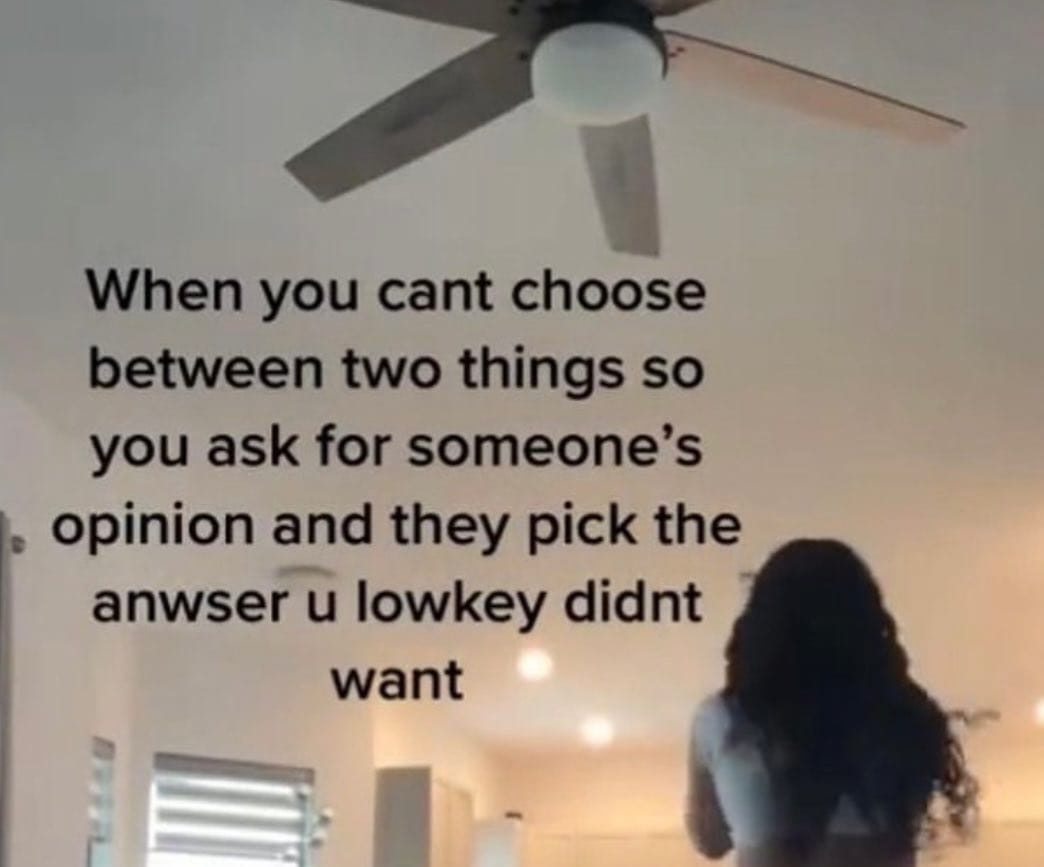 When you cant choose
between two things so
you ask for someone’s
opinion and they pick the
anwser u lowkey didnt
want